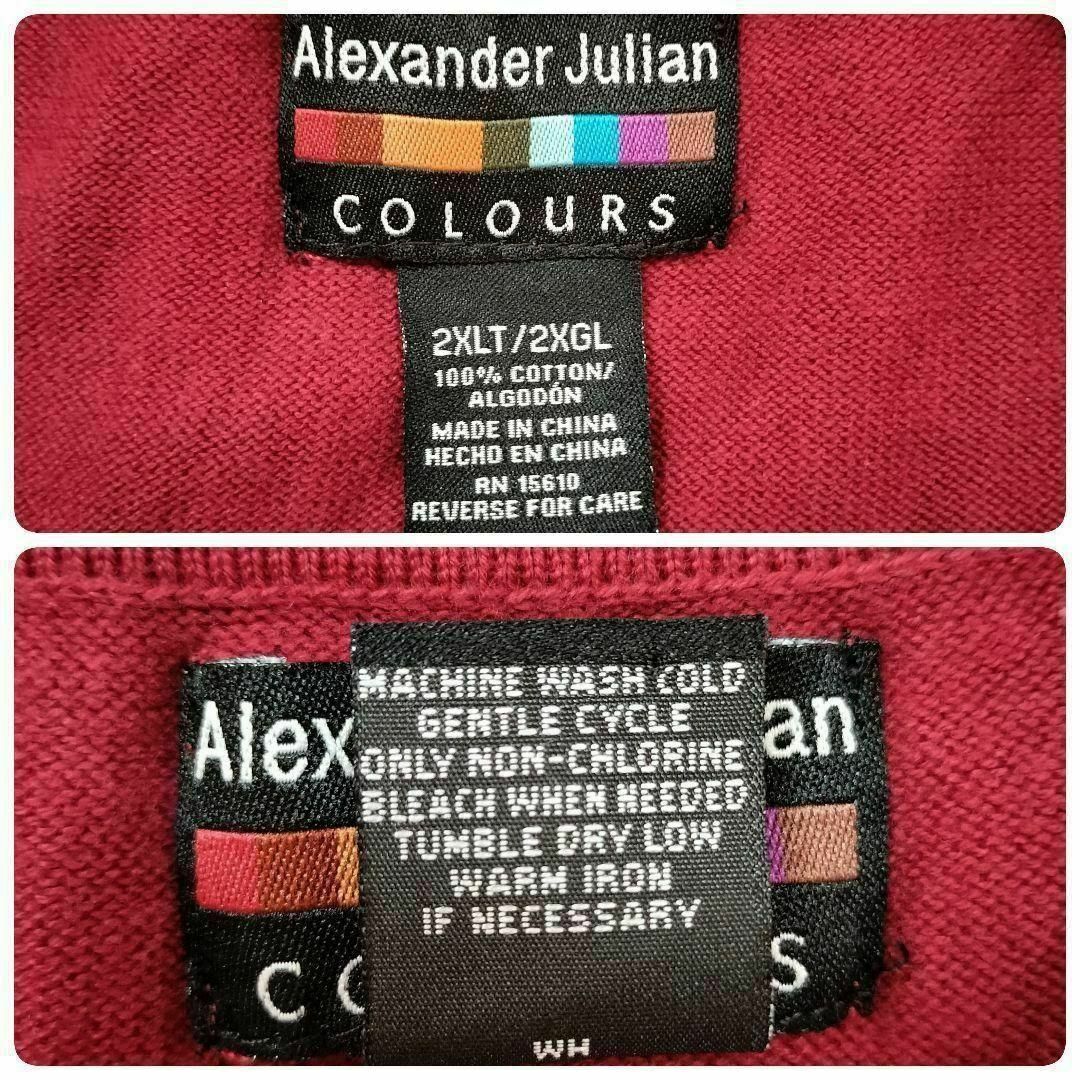 Alexander Julian
COLOURS
2XLT/2XGL
100% COTTON/
ALGODÓN
MADE IN CHINA
HECHO EN CHINA
RN 15610
REVERSE FOR CARE
MACHINE WASH COLD
GENTLE CYCLE
ONLY NON-CHLORINE
BLEACH WHEN NEEDED
TUMBLE DRY LOW
WARM IRON
IF NECESSARY
WH
Alex an
CO S